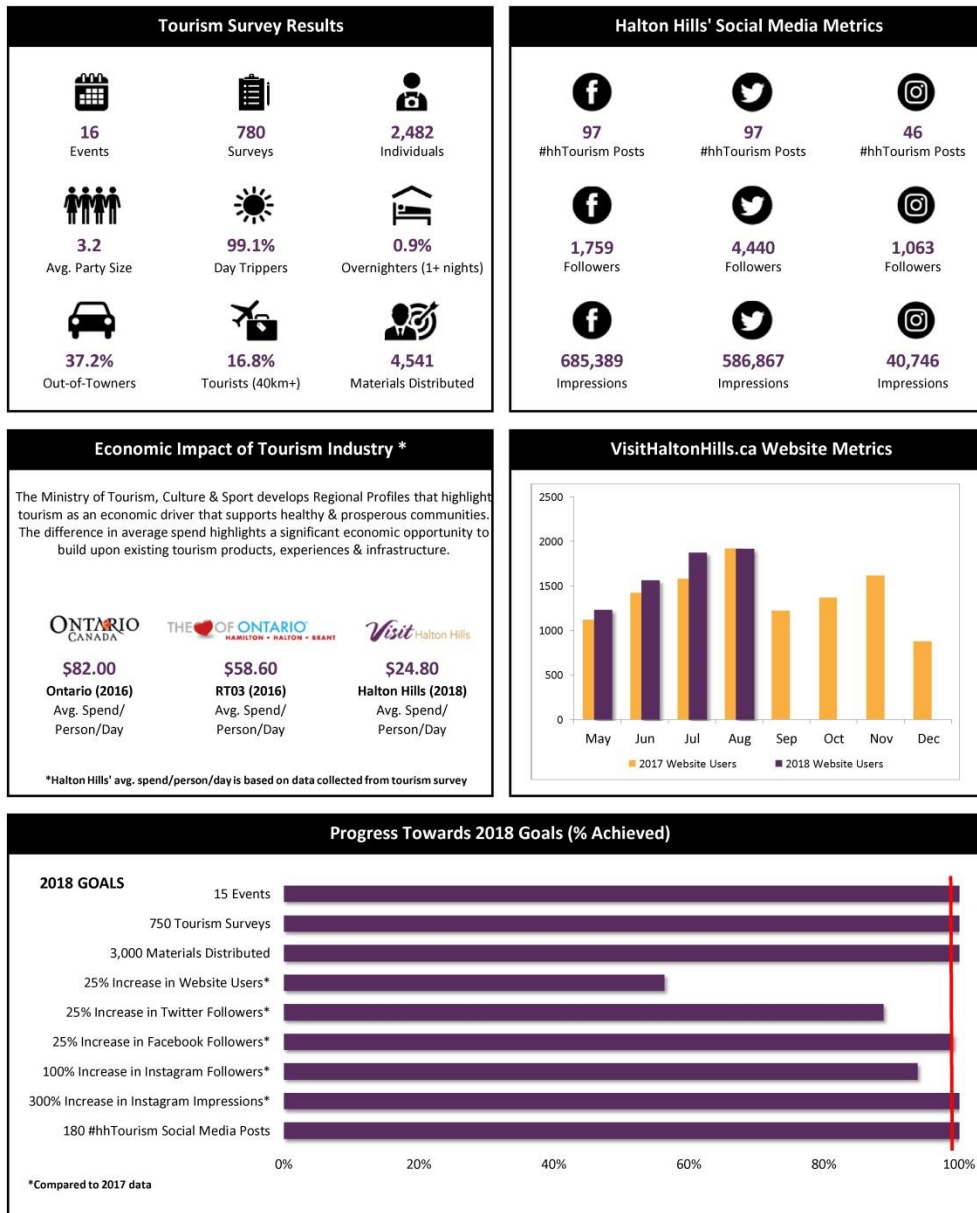 Tourism Survey Results
16
Events
780
Surveys
2,482
Individuals
3.2
Avg. Party Size
99.1%
Day Trippers
0.9%
Overnighters (1+ nights)
37.2%
Out-of-Towners
16.8%
Tourists (40km+)
4,541
Materials Distributed
Halton Hills' Social Media Metrics
97
#hhTourism Posts
97
#hhTourism Posts
46
#hhTourism Posts
1,759
Followers
4,440
Followers
1,063
Followers
685,389
Impressions
586,867
Impressions
40,746
Impressions
Economic Impact of Tourism Industry *
The Ministry of Tourism, Culture & Sport develops Regional Profiles that highlight
tourism as an economic driver that supports healthy & prosperous communities.
The difference in average spend highlights a significant economic opportunity to
build upon existing tourism products, experiences & infrastructure.
ONTARIO
CANADA
$82.00
Ontario (2016)
Avg. Spend/
Person/Day
THE OF ONTARIO
HAMILTON • HALTON • BRANT
$58.60
RT03 (2016)
Avg. Spend/
Person/Day
Visit Halton Hills
$24.80
Halton Hills (2018)
Avg. Spend/
Person/Day
*Halton Hills' avg. spend/person/day is based on data collected from tourism survey
VisitHaltonHills.ca Website Metrics
2500
2000
1500
1000
500
0
May Jun Jul Aug Sep Oct Nov Dec
2017 Website Users 2018 Website Users
Progress Towards 2018 Goals (% Achieved)
2018 GOALS
15 Events
750 Tourism Surveys
3,000 Materials Distributed
25% Increase in Website Users*
25% Increase in Twitter Followers*
25% Increase in Facebook Followers*
100% Increase in Instagram Followers*
300% Increase in Instagram Impressions*
180 #hhTourism Social Media Posts
0% 20% 40% 60% 80% 100%
*Compared to 2017 data